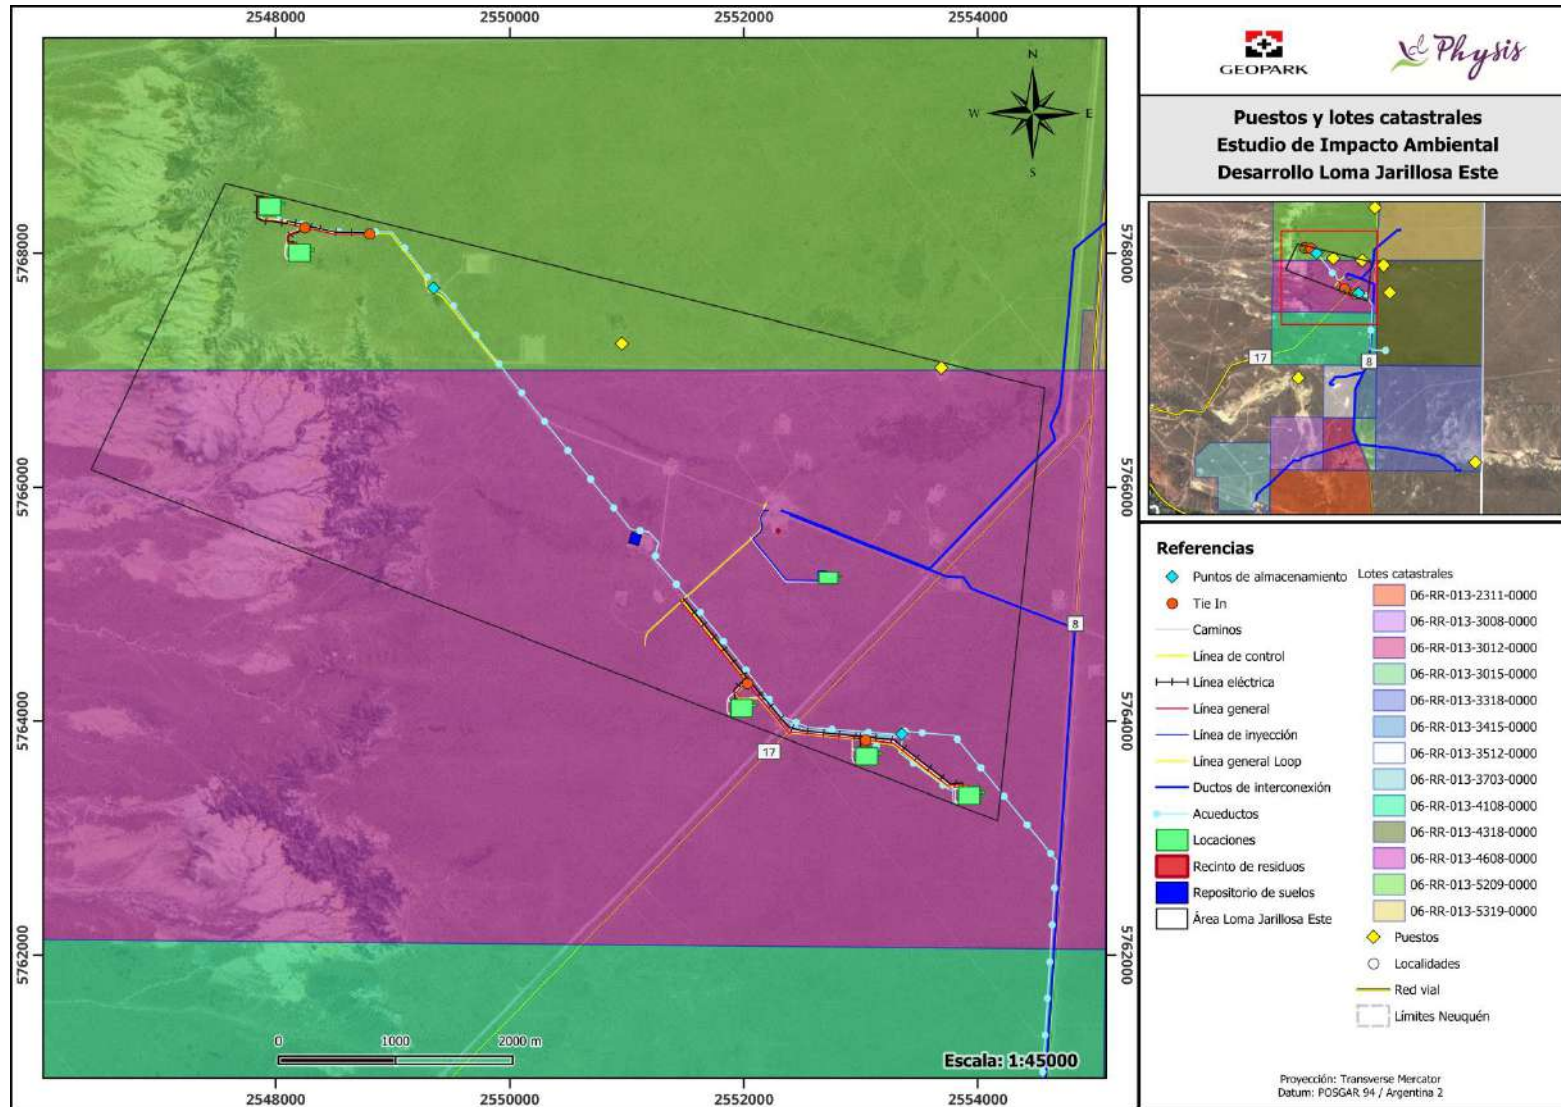 2548000
2550000
2552000
2554000
N
W
E
S
5768000
5768000
5766000
5766000
5764000
5764000
5762000
5762000
8
17
0
1000
2000 m
Escala: 1:45000
2548000
2550000
2552000
2554000
GEOPARK
Physis
Puestos y lotes catastrales
Estudio de Impacto Ambiental
Desarrollo Loma Jarillosa Este
17
8
Referencias
Puntos de almacenamiento
Tie In
Caminos
Línea de control
Línea eléctrica
Línea general
Línea de inyección
Línea general Loop
Ductos de interconexión
Acueductos
Locaciones
Recinto de residuos
Repositorio de suelos
Área Loma Jarillosa Este
Lotes catastrales
06-RR-013-2311-0000
06-RR-013-3008-0000
06-RR-013-3012-0000
06-RR-013-3015-0000
06-RR-013-3318-0000
06-RR-013-3415-0000
06-RR-013-3512-0000
06-RR-013-3703-0000
06-RR-013-4108-0000
06-RR-013-4318-0000
06-RR-013-4608-0000
06-RR-013-5209-0000
06-RR-013-5319-0000
Puestos
Localidades
Red vial
Límites Neuquén
Proyección: Transverse Mercator
Datum: POSGAR 94 / Argentina 2